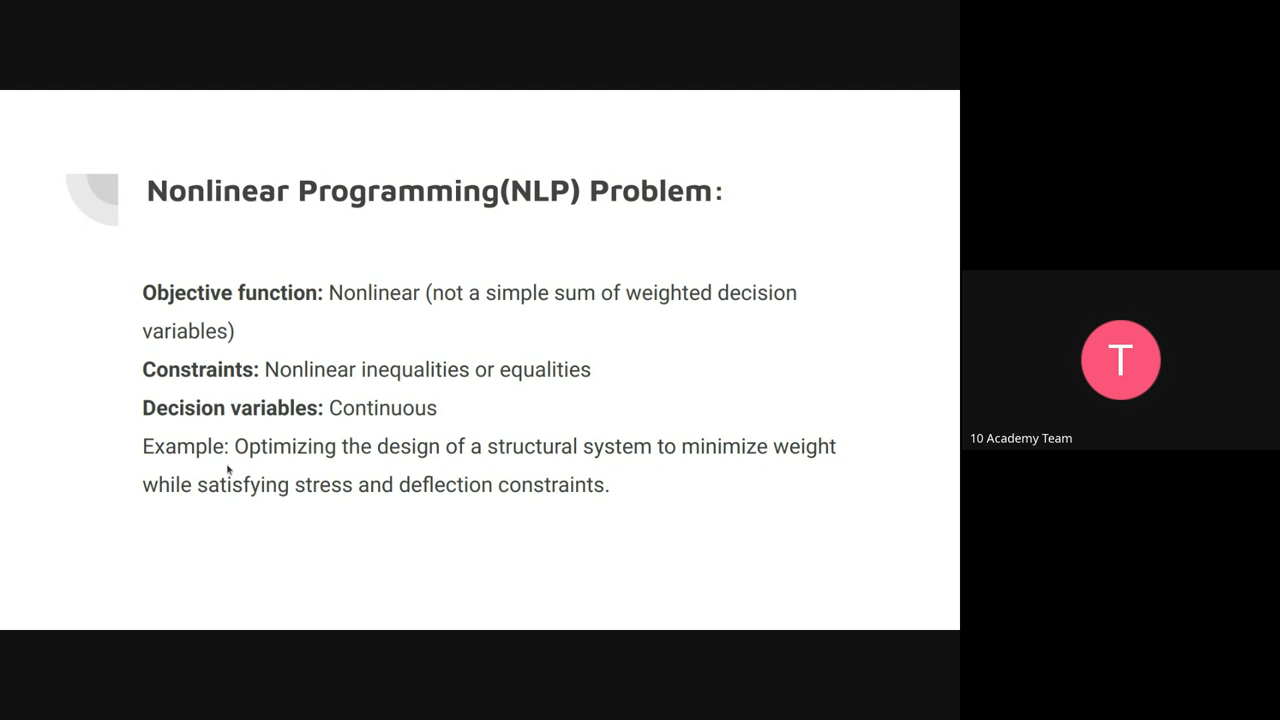 Nonlinear Programming(NLP) Problem:
Objective function: Nonlinear (not a simple sum of weighted decision
variables)
Constraints: Nonlinear inequalities or equalities
Decision variables: Continuous
Example: Optimizing the design of a structural system to minimize weight
while satisfying stress and deflection constraints.
T
10 Academy Team